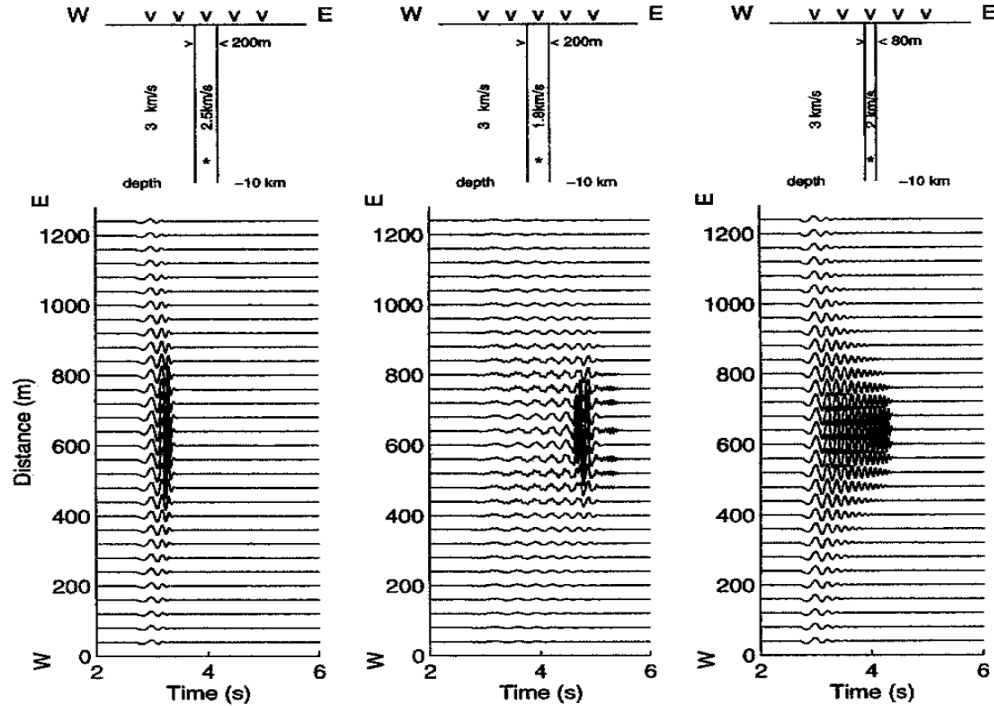 W v v v v E
> < 200m
3 km/s
2.5km/s
*
depth −10 km
E
1200
1000
800
600
400
200
0
W
Distance (m)
2 4 6
Time (s)
W v v v v v E
> < 200m
3 km/s
1.8km/s
*
depth −10 km
E
1200
1000
800
600
400
200
0
W
2 4 6
Time (s)
W v v v v v E
> < 80m
3 km/s
2 km/s
*
depth −10 km
E
1200
1000
800
600
400
200
0
W
2 4 6
Time (s)